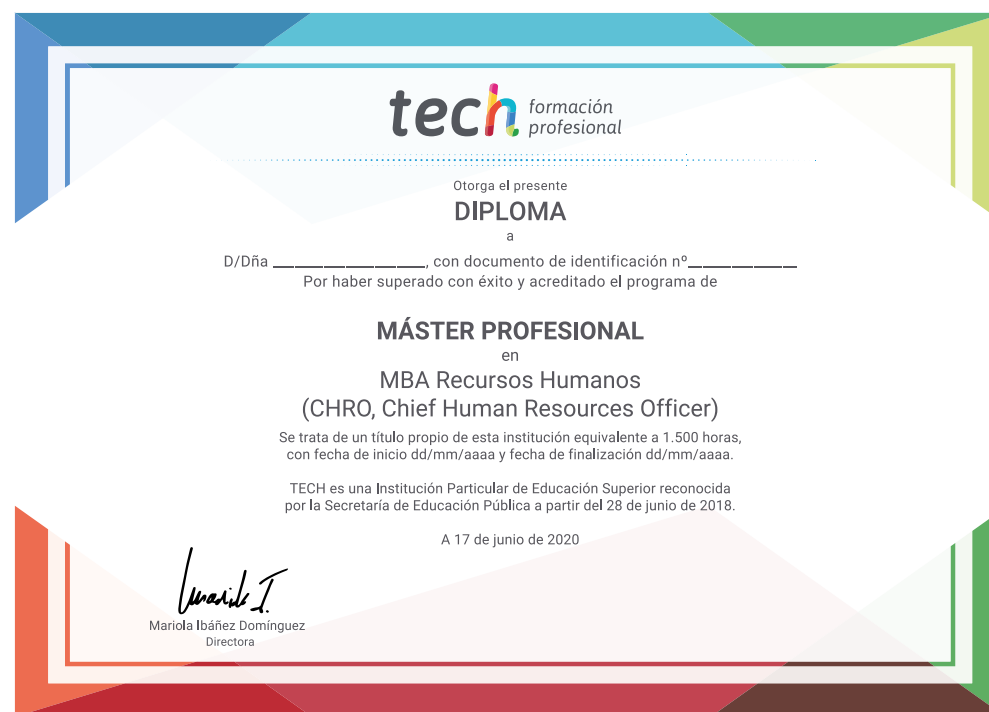 tech formación
profesional
Otorga el presente
DIPLOMA
a
D/Dña ______________, con documento de identificación nº__________
Por haber superado con éxito y acreditado el programa de
MÁSTER PROFESIONAL
en
MBA Recursos Humanos
(CHRO, Chief Human Resources Officer)
Se trata de un título propio de esta institución equivalente a 1.500 horas,
con fecha de inicio dd/mm/aaaa y fecha de finalización dd/mm/aaaa.
TECH es una Institución Particular de Educación Superior reconocida
por la Secretaría de Educación Pública a partir del 28 de junio de 2018.
A 17 de junio de 2020
Mariola Ibáñez Domínguez
Directora